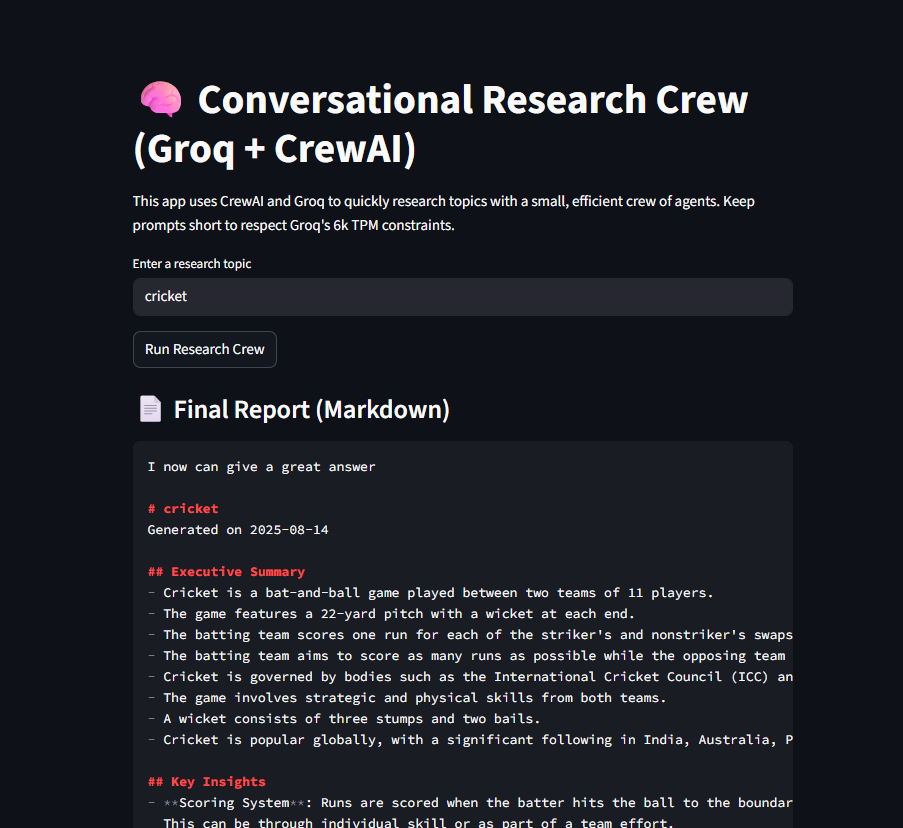 🧠 Conversational Research Crew
(Groq + CrewAI)
This app uses CrewAI and Groq to quickly research topics with a small, efficient crew of agents. Keep
prompts short to respect Groq's 6k TPM constraints.
Enter a research topic
cricket
Run Research Crew
📄 Final Report (Markdown)
I now can give a great answer
# cricket
Generated on 2025-08-14
## Executive Summary
- Cricket is a bat-and-ball game played between two teams of 11 players.
- The game features a 22-yard pitch with a wicket at each end.
- The batting team scores one run for each of the striker's and nonstriker's swaps
- The batting team aims to score as many runs as possible while the opposing team
- Cricket is governed by bodies such as the International Cricket Council (ICC) an
- The game involves strategic and physical skills from both teams.
- A wicket consists of three stumps and two bails.
- Cricket is popular globally, with a significant following in India, Australia, P
## Key Insights
- **Scoring System**: Runs are scored when the batter hits the ball to the boundar
This can be through individual skill or as part of a team effort.